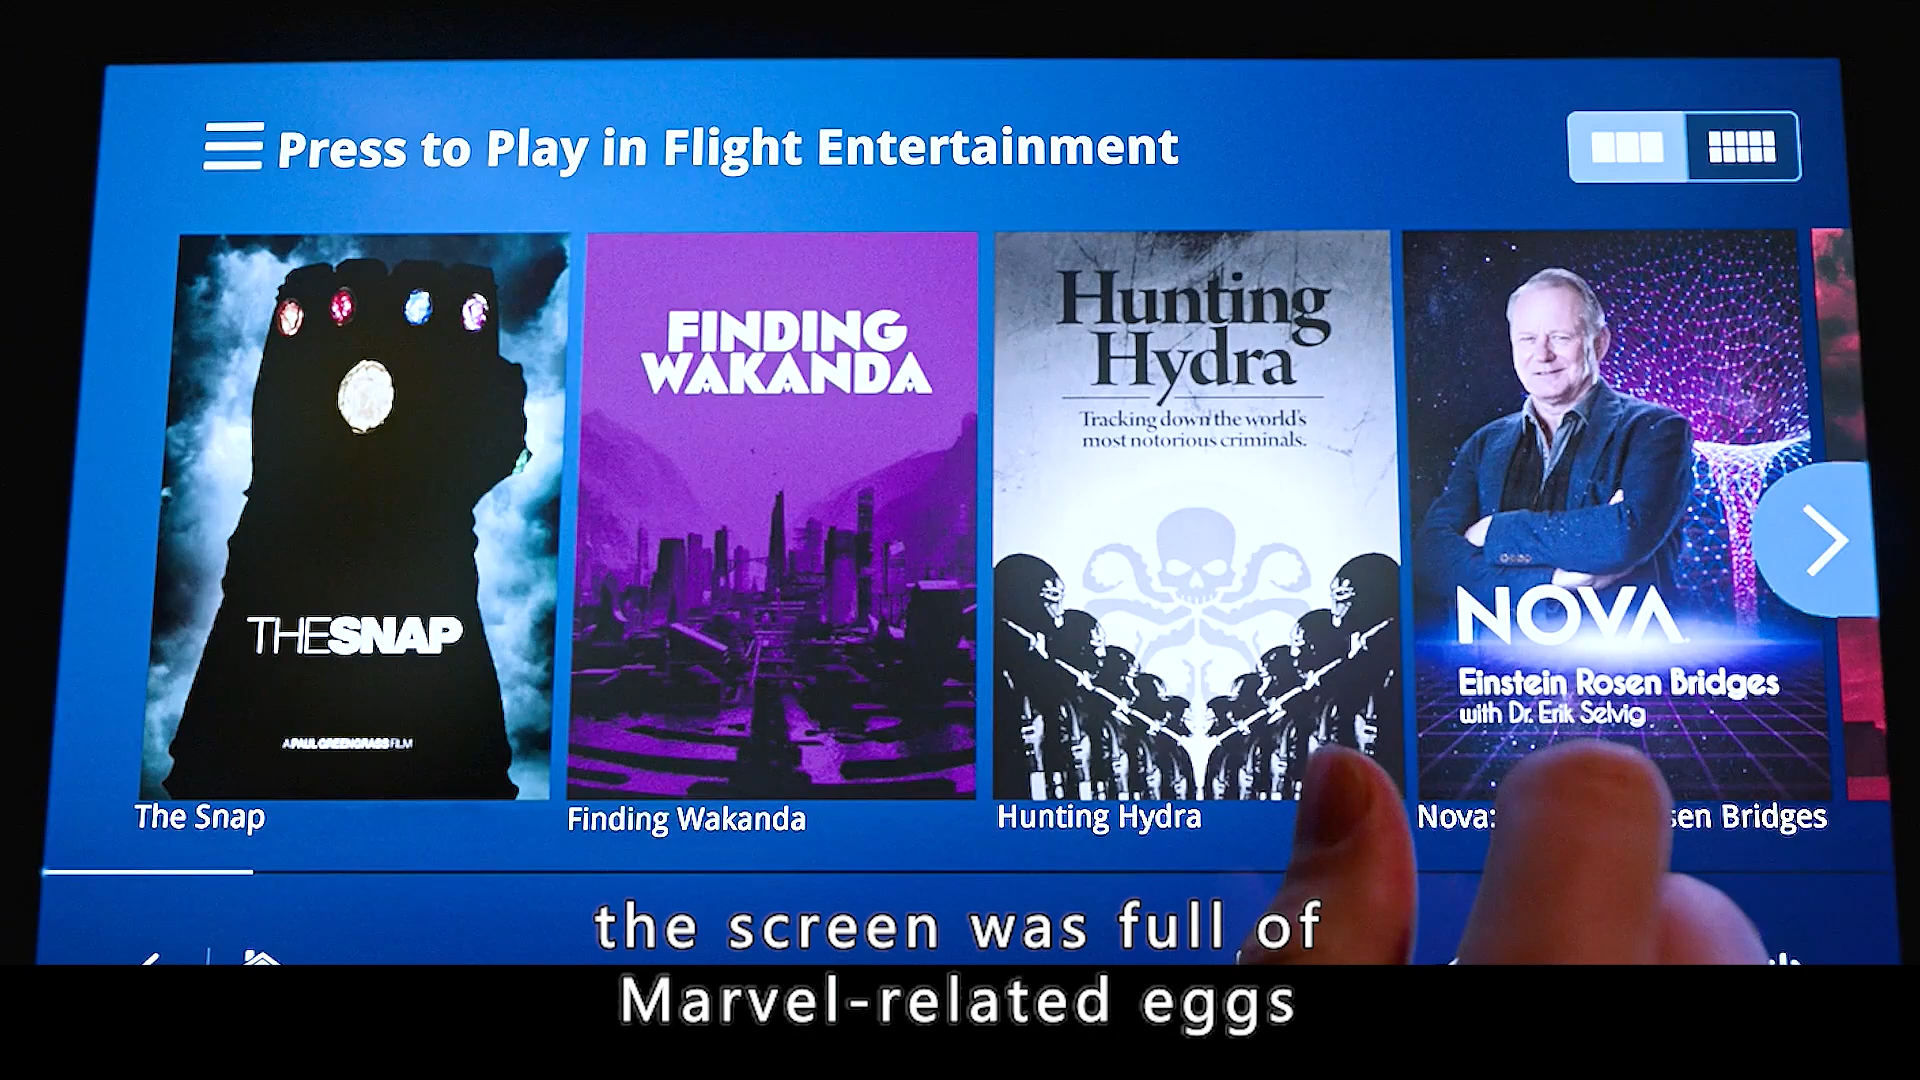 Press to Play in Flight Entertainment
THE SNAP
A PAUL GREENGRASS FILM
The Snap
FINDING
WAKANDA
Finding Wakanda
Hunting
Hydra
Tracking down the world's
most notorious criminals.
Hunting Hydra
NOVA
Einstein Rosen Bridges
with Dr. Erik Selvig
Nova: sen Bridges
the screen was full of
Marvel-related eggs